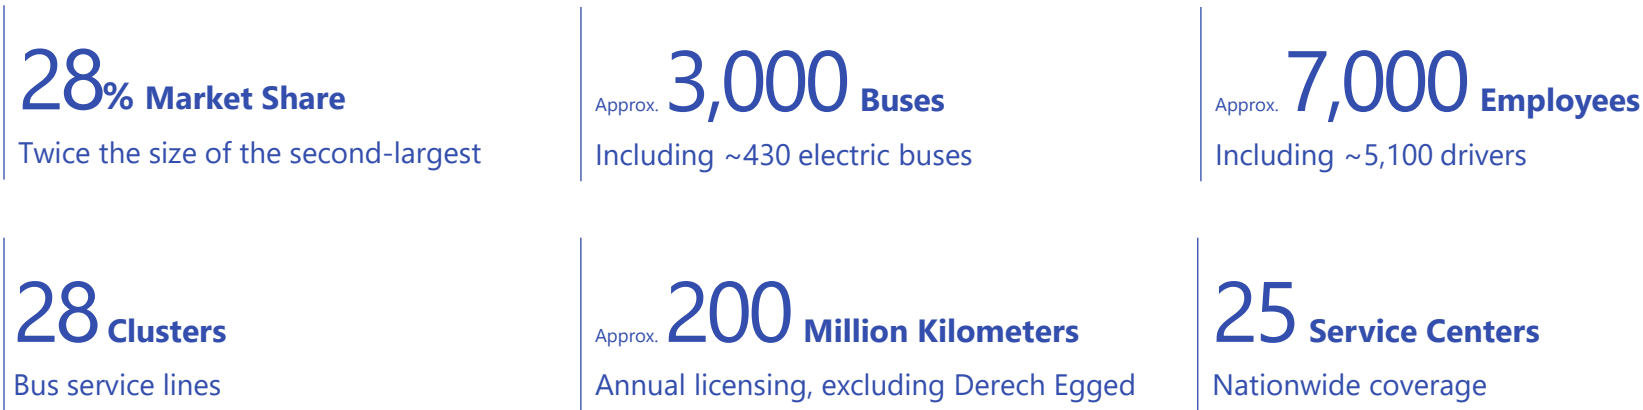 28% Market Share
Twice the size of the second-largest
Approx. 3,000 Buses
Including ~430 electric buses
Approx. 7,000 Employees
Including ~5,100 drivers
28 Clusters
Bus service lines
Approx. 200 Million Kilometers
Annual licensing, excluding Derech Egged
25 Service Centers
Nationwide coverage